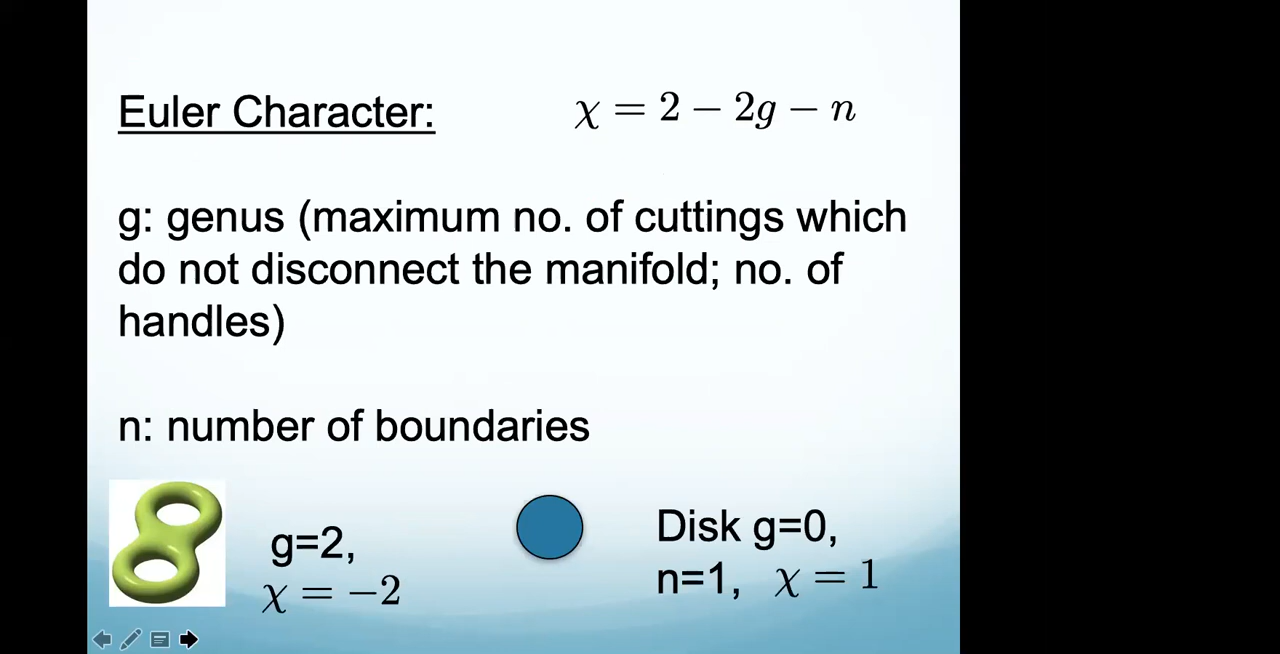 Euler Character: χ = 2 − 2g − n
g: genus (maximum no. of cuttings which
do not disconnect the manifold; no. of
handles)
n: number of boundaries
g=2,
χ = −2
Disk g=0,
n=1, χ = 1